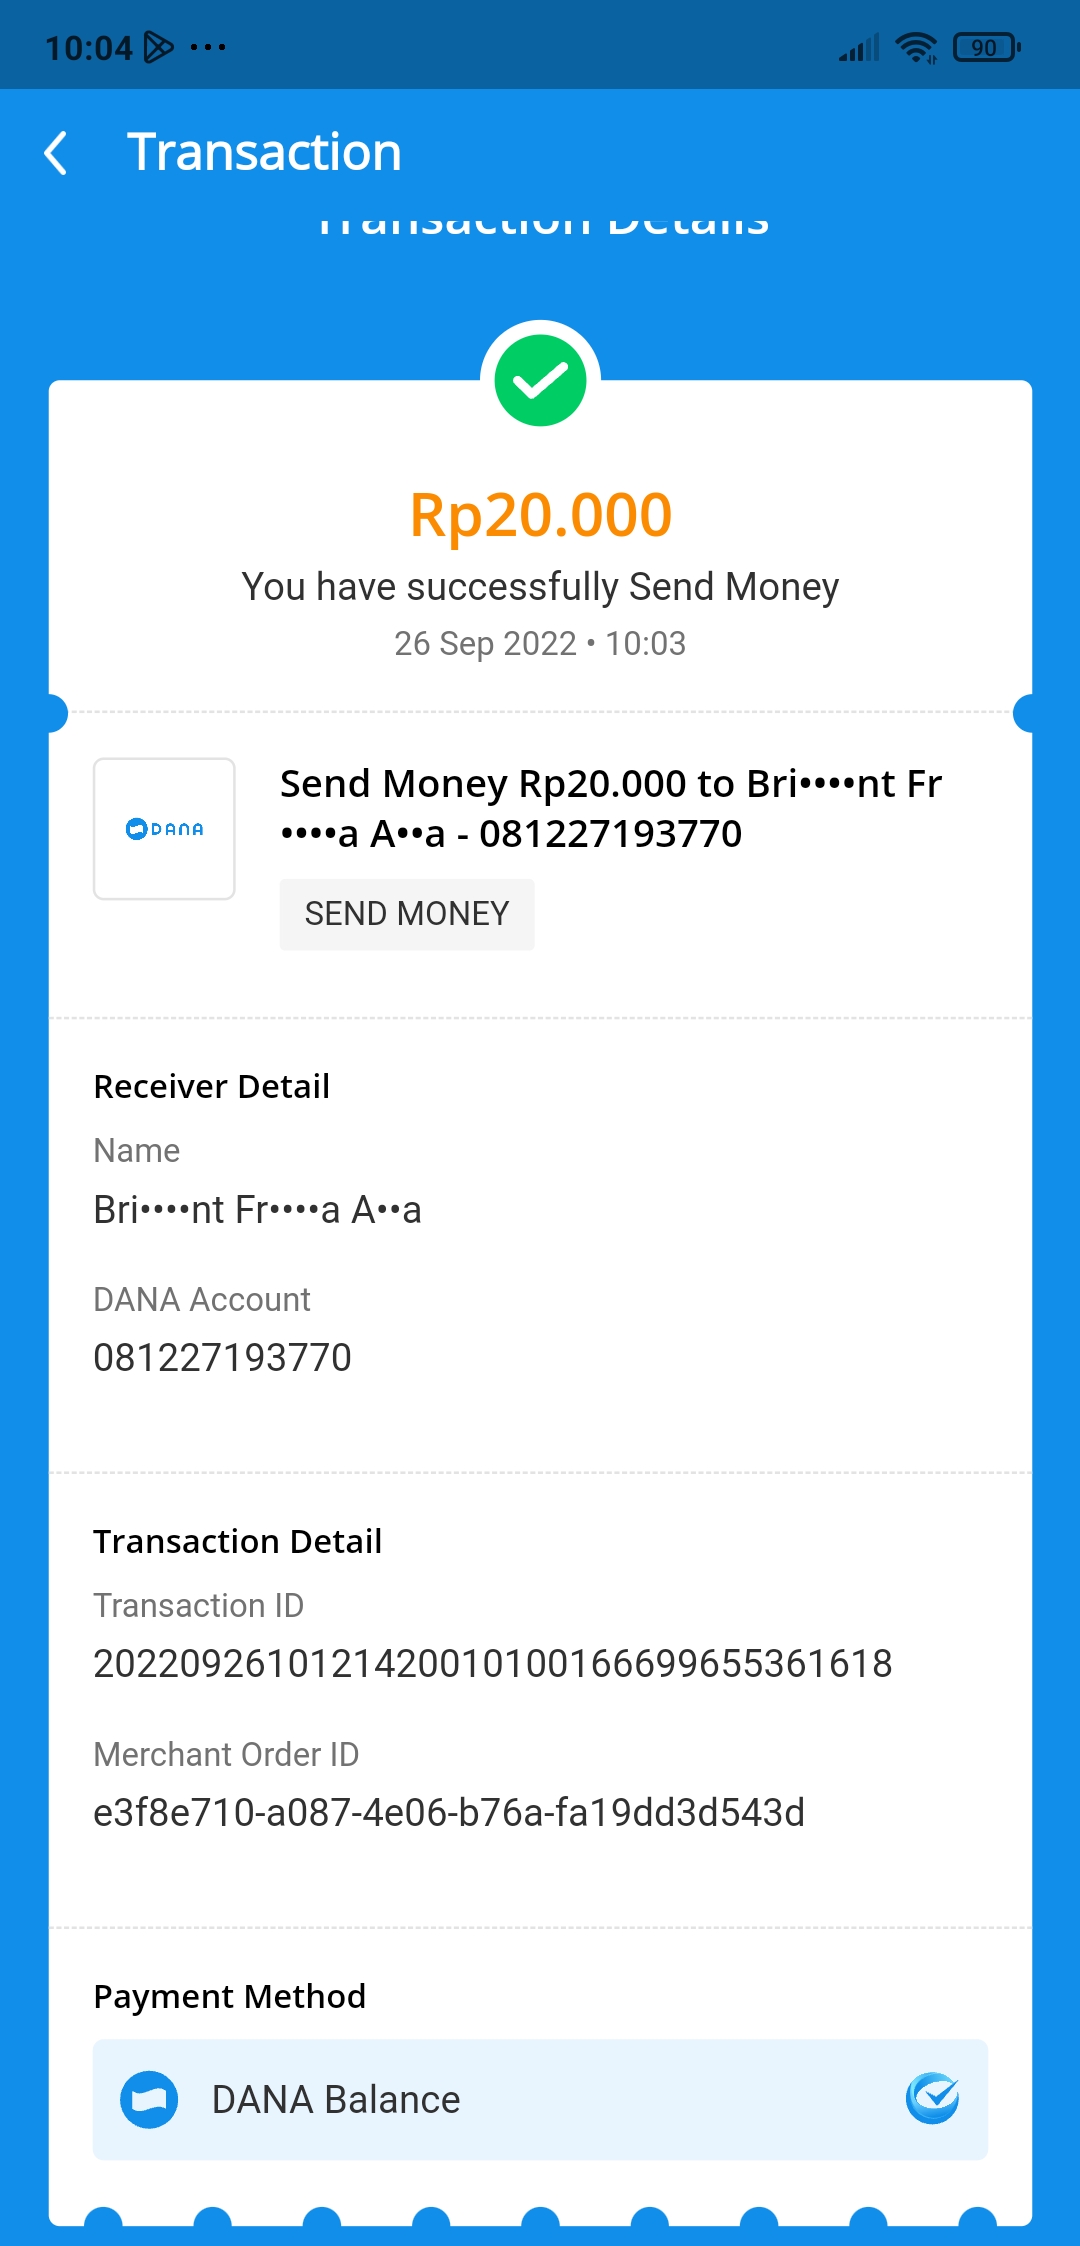 10:04
90
Transaction
Transaction Details
Rp20.000
You have successfully Send Money
26 Sep 2022 • 10:03
DANA
Send Money Rp20.000 to Bri••••nt Fr
••••a A••a - 081227193770
SEND MONEY
Receiver Detail
Name
Bri••••nt Fr••••a A••a
DANA Account
081227193770
Transaction Detail
Transaction ID
2022092610121420010100166699655361618
Merchant Order ID
e3f8e710-a087-4e06-b76a-fa19dd3d543d
Payment Method
DANA Balance